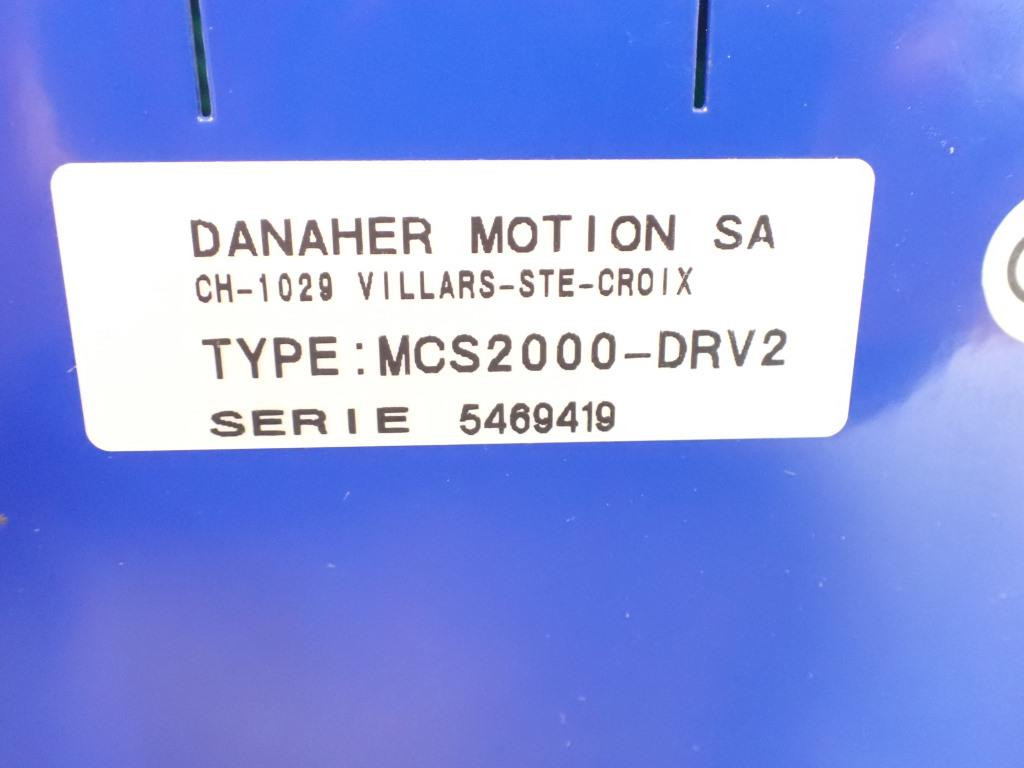 DANAHER MOTION SA
CH-1029 VILLARS-STE-CROIX
TYPE:MCS2000-DRV2
SERIE 5469419